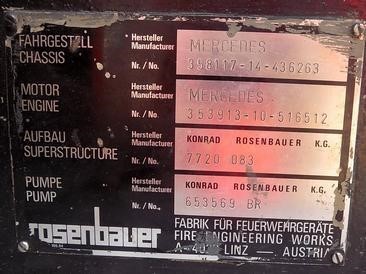 FAHRGESTELL Hersteller MERCEDES
CHASSIS Manufacturer
Nr./No. 358117-14-436263
MOTOR Hersteller MERCEDES
ENGINE Manufacturer
Nr./No. 353913-10-516512
AUFBAU Hersteller KONRAD ROSENBAUER K.G.
SUPERSTRUCTURE Manufacturer
Nr./No. 7720 083
PUMPE Hersteller KONRAD ROSENBAUER K.G.
PUMP Manufacturer
Nr./No. 653569 BR
rosenbauer FABRIK FÜR FEUERWEHRGERÄTE
FIRE ENGINEERING WORKS
LINZ — AUSTRIA